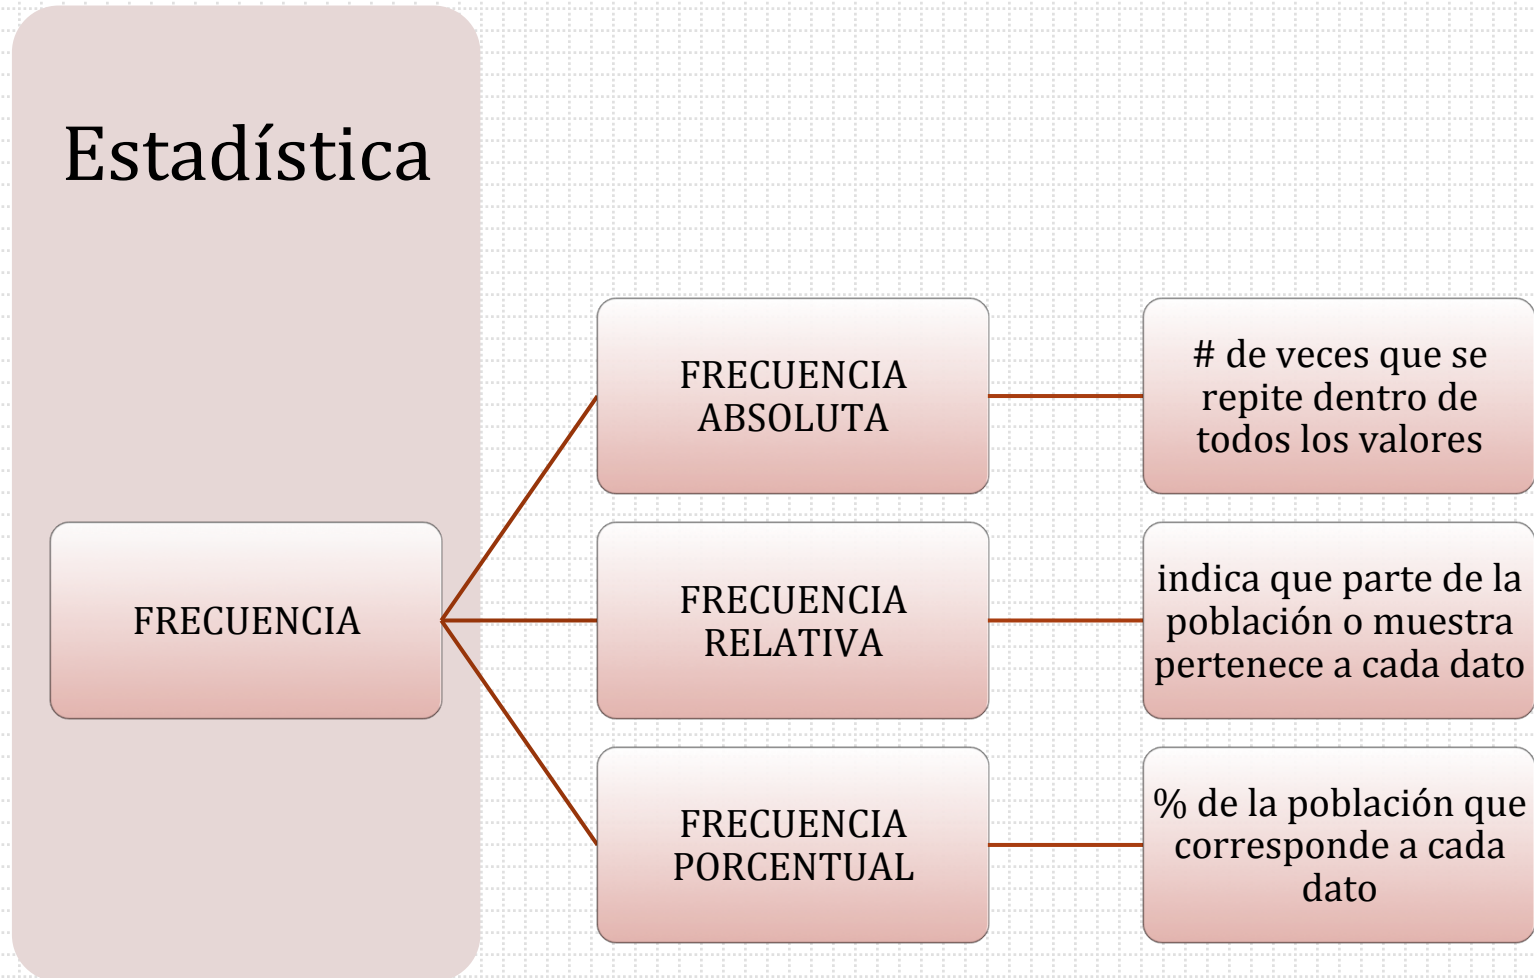 Estadística
FRECUENCIA
FRECUENCIA
ABSOLUTA
# de veces que se
repite dentro de
todos los valores
FRECUENCIA
RELATIVA
indica que parte de la
población o muestra
pertenece a cada dato
FRECUENCIA
PORCENTUAL
% de la población que
corresponde a cada
dato